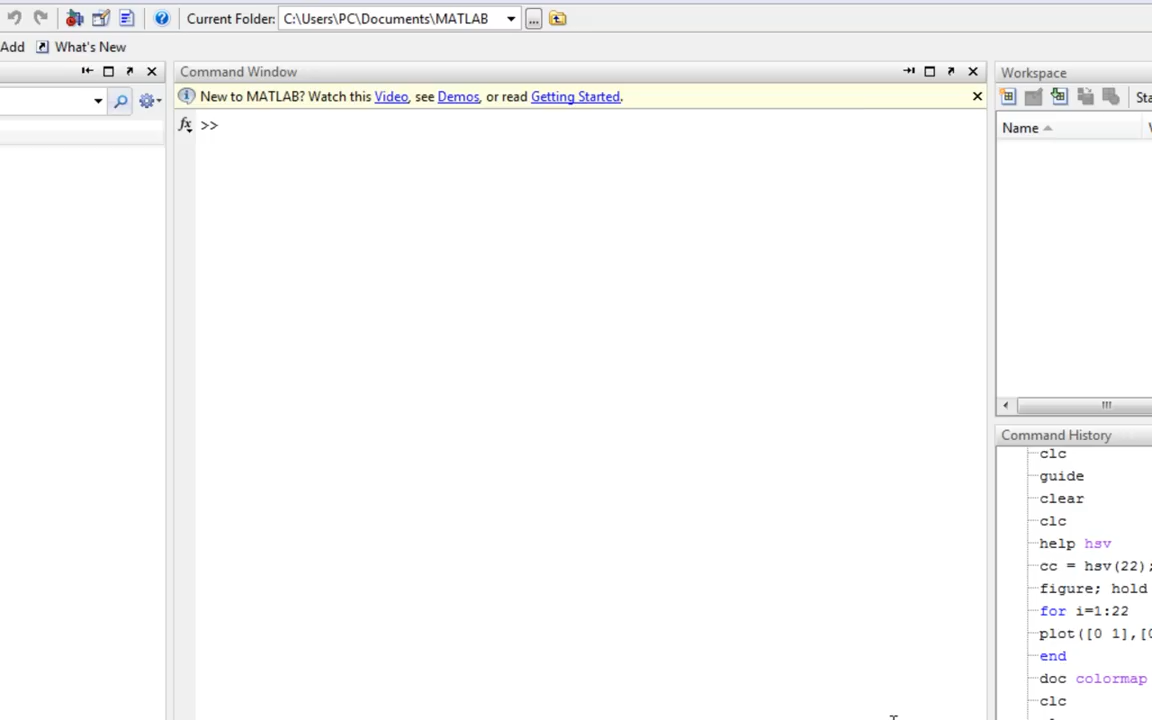 Current Folder: C:\Users\PC\Documents\MATLAB
Add What's New
Command Window
New to MATLAB? Watch this Video, see Demos, or read Getting Started.
fx >>
Workspace
Name
Command History
clc
guide
clear
clc
help hsv
cc = hsv(22);
figure; hold
for i=1:22
plot([0 1],[0
end
doc colormap
clc